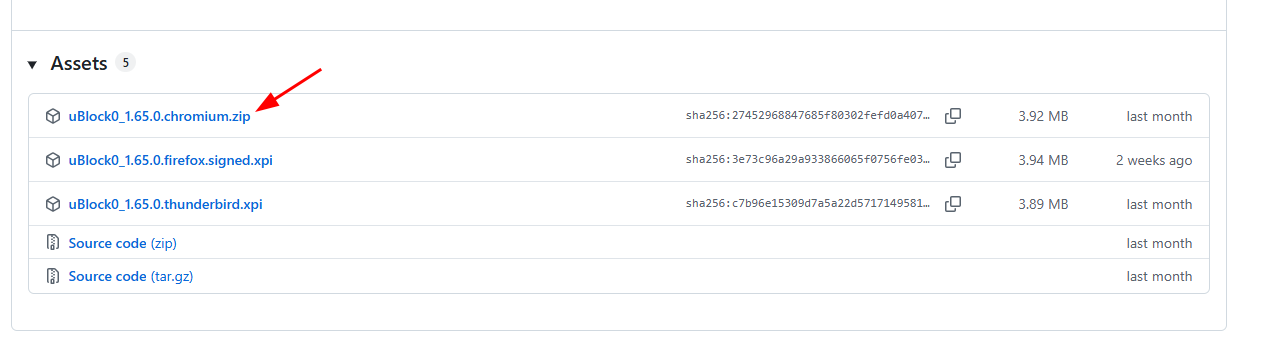 Assets 5
uBlock0_1.65.0.chromium.zip sha256:27452968847685f80302fefd0a407... 3.92 MB last month
uBlock0_1.65.0.firefox.signed.xpi sha256:3e73c96a29a933866065f0756fe03... 3.94 MB 2 weeks ago
uBlock0_1.65.0.thunderbird.xpi sha256:c7b96e15309d7a5a22d5717149581... 3.89 MB last month
Source code (zip) last month
Source code (tar.gz) last month